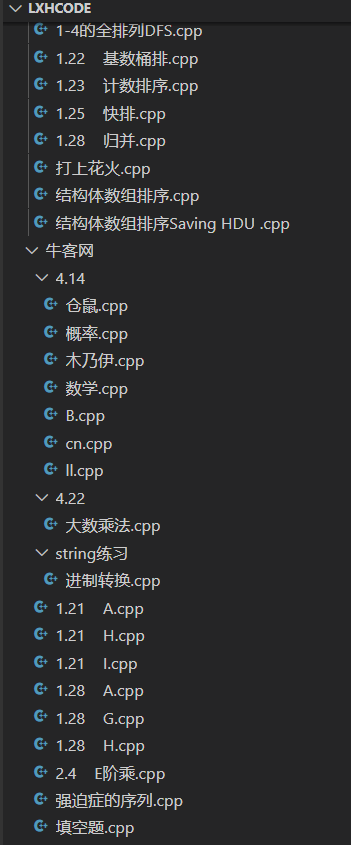 LXHCODE
1-4的全排列DFS.cpp
1.22 基数桶排.cpp
1.23 计数排序.cpp
1.25 快排.cpp
1.28 归并.cpp
打上花火.cpp
结构体数组排序.cpp
结构体数组排序Saving HDU .cpp
牛客网
4.14
仓鼠.cpp
概率.cpp
木乃伊.cpp
数学.cpp
B.cpp
cn.cpp
ll.cpp
4.22
大数乘法.cpp
string练习
进制转换.cpp
1.21 A.cpp
1.21 H.cpp
1.21 I.cpp
1.28 A.cpp
1.28 G.cpp
1.28 H.cpp
2.4 E阶乘.cpp
强迫症的序列.cpp
填空题.cpp